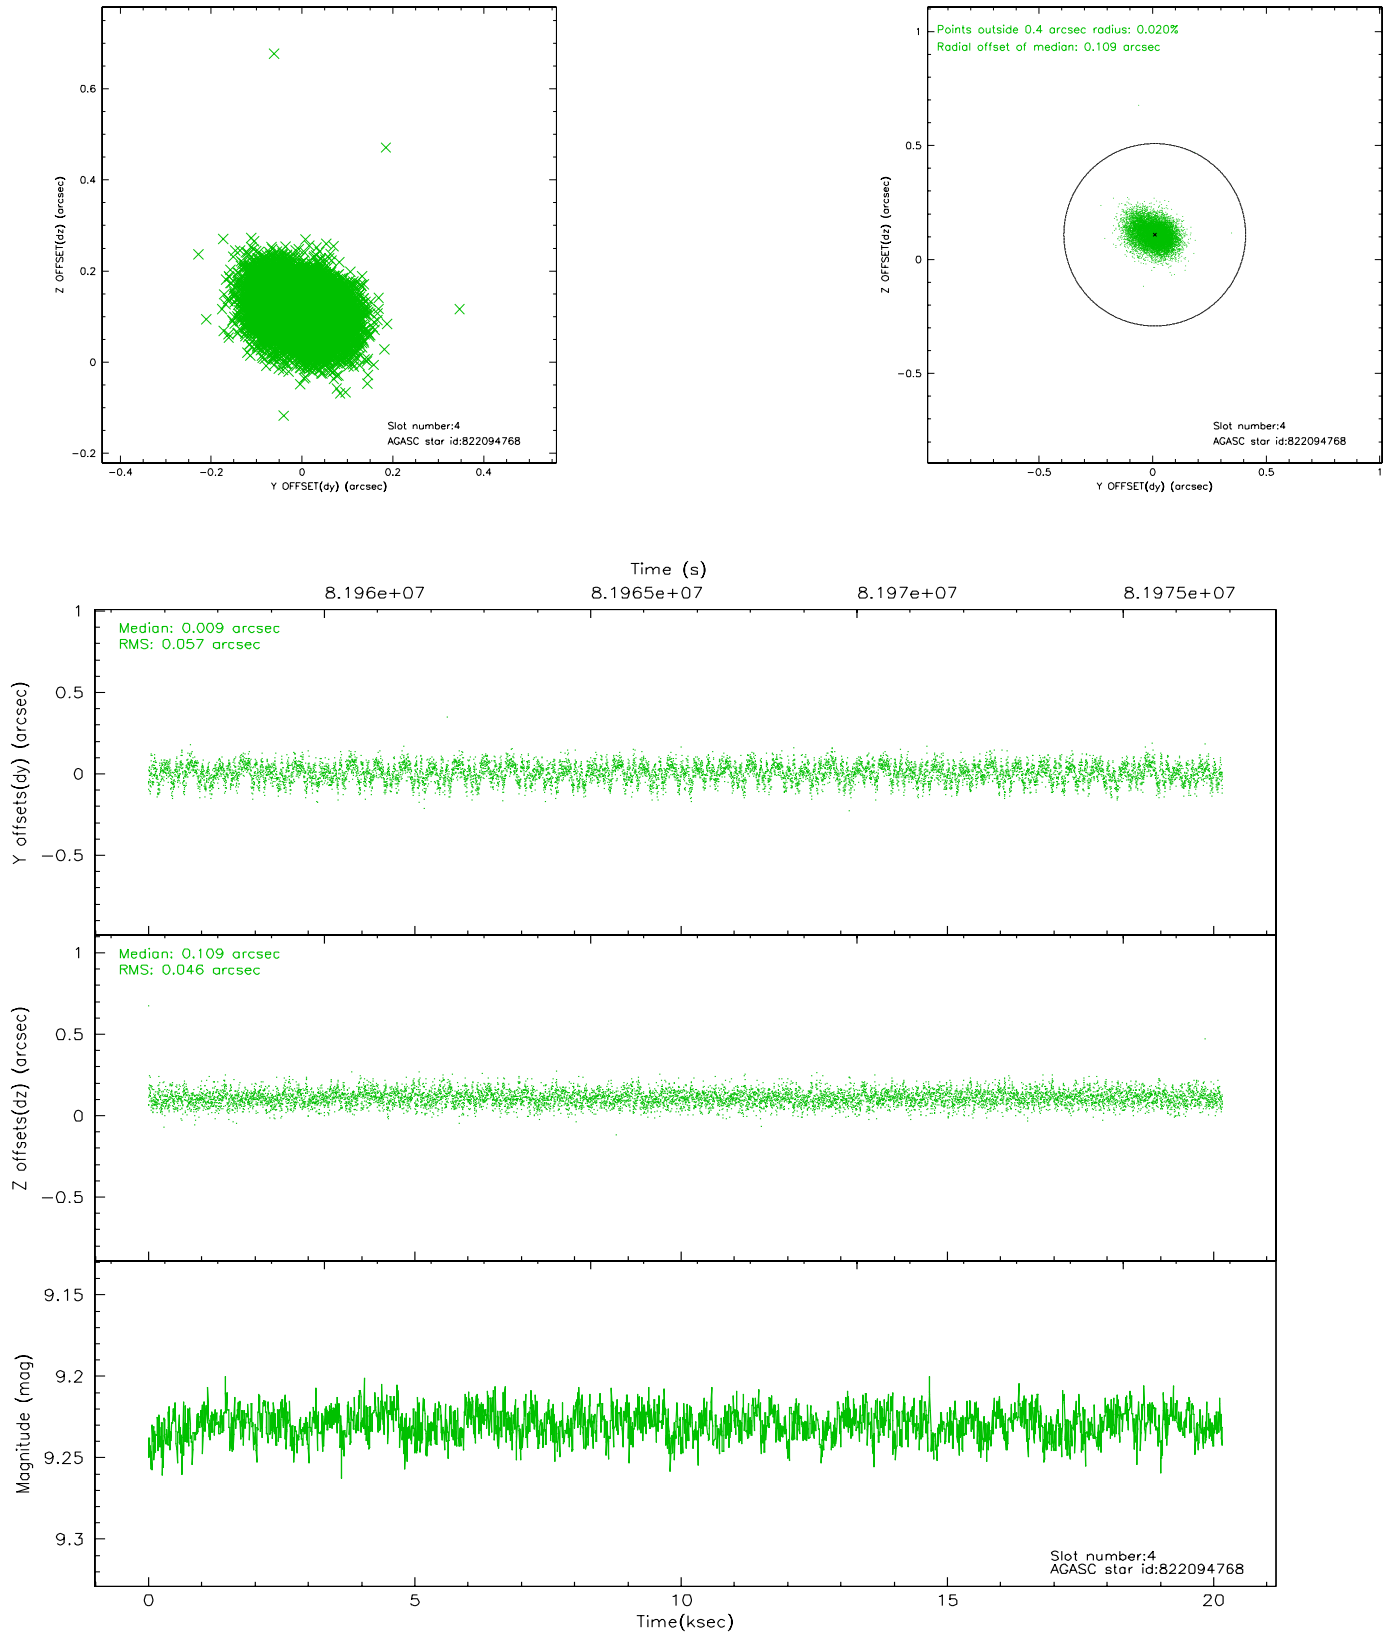 0.6
0.4
0.2
0
−0.2
Z OFFSET(dz) (arcsec)
−0.4
−0.2
0
0.2
0.4
Y OFFSET(dy) (arcsec)
Slot number:4
AGASC star id:822094768
Points outside 0.4 arcsec radius: 0.020%
Radial offset of median: 0.109 arcsec
1
0.5
0
−0.5
Z OFFSET(dz) (arcsec)
−0.5
0
0.5
1
Y OFFSET(dy) (arcsec)
Slot number:4
AGASC star id:822094768
Time (s)
8.196e+07
8.1965e+07
8.197e+07
8.1975e+07
Median: 0.009 arcsec
RMS: 0.057 arcsec
1
0.5
0
−0.5
Y offsets(dy) (arcsec)
Median: 0.109 arcsec
RMS: 0.046 arcsec
1
0.5
0
−0.5
Z offsets(dz) (arcsec)
9.15
9.2
9.25
9.3
Magnitude (mag)
Slot number:4
AGASC star id:822094768
0
5
10
15
20
Time(ksec)